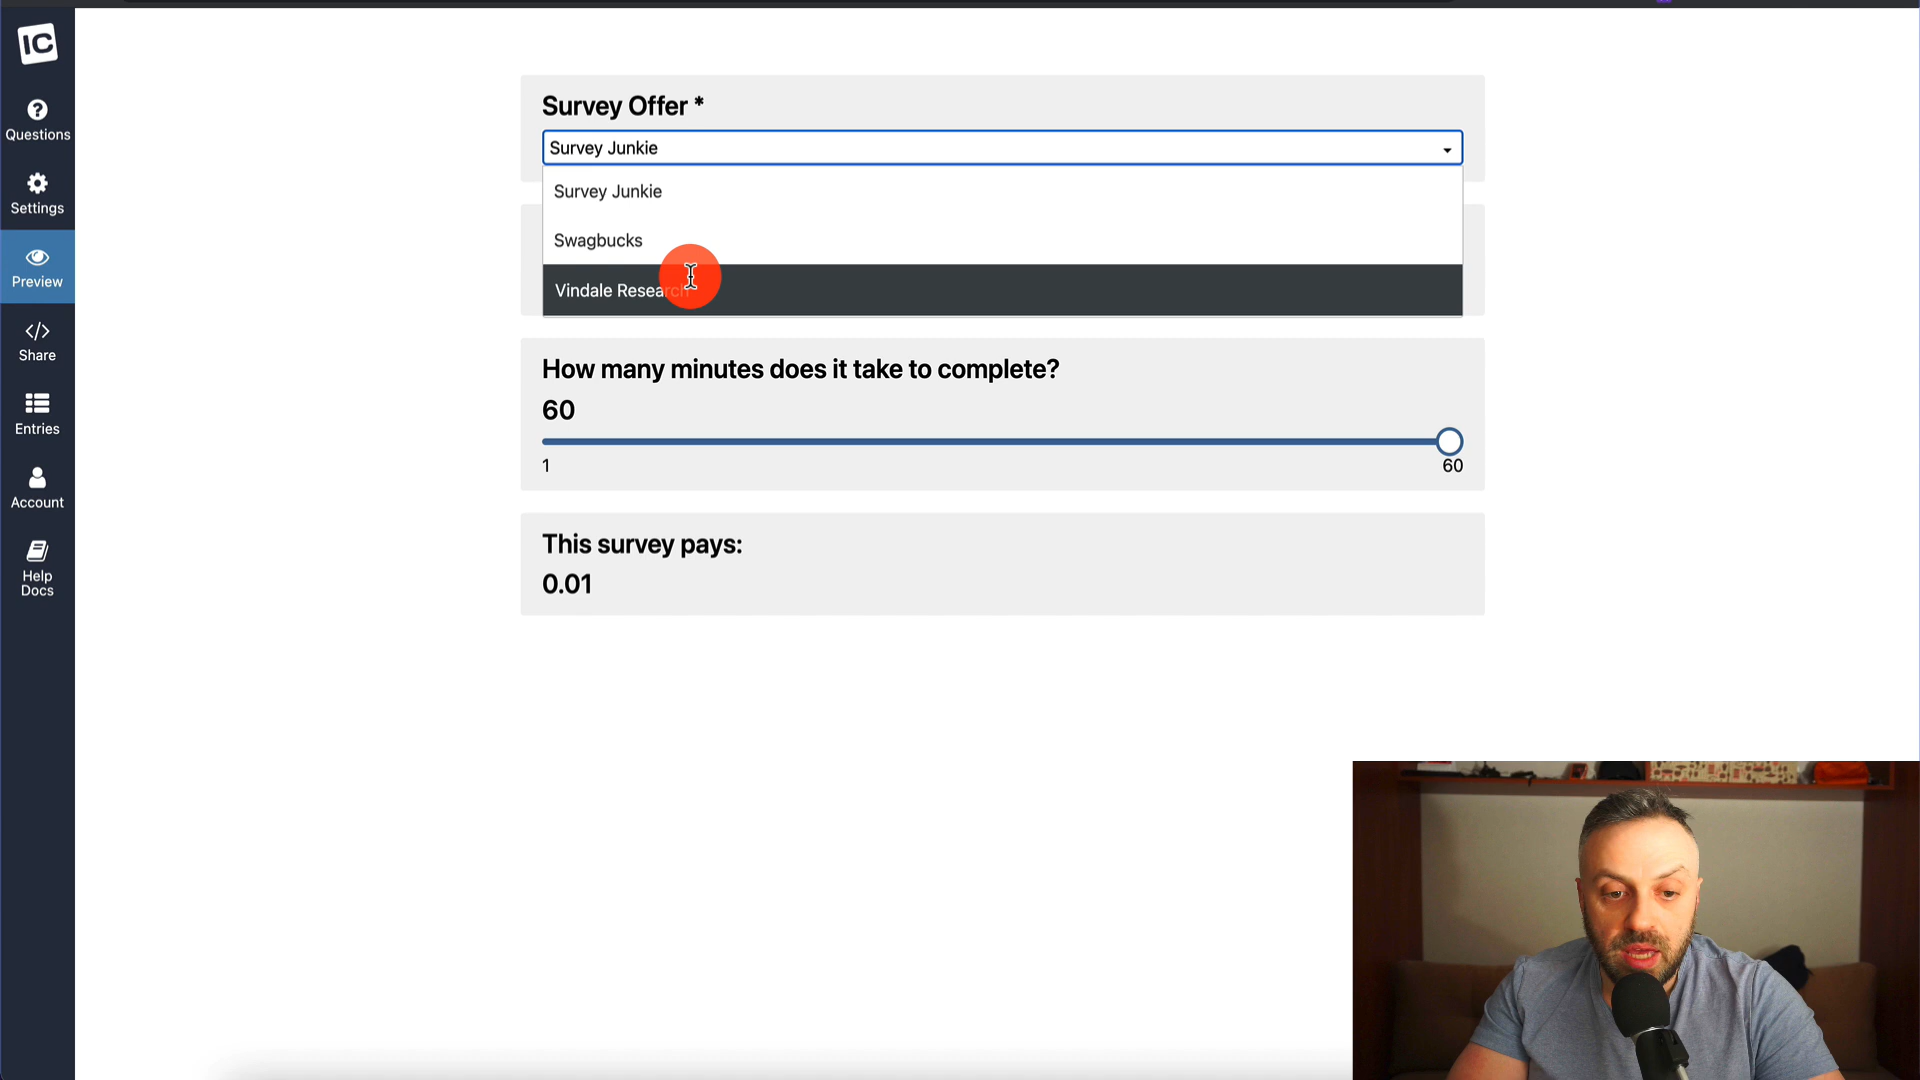 IC
Questions
Settings
Preview
Share
Entries
Account
Help
Docs
Survey Offer *
Survey Junkie
Survey Junkie
Swagbucks
Vindale Research
How many minutes does it take to complete?
60
1
60
This survey pays:
0.01